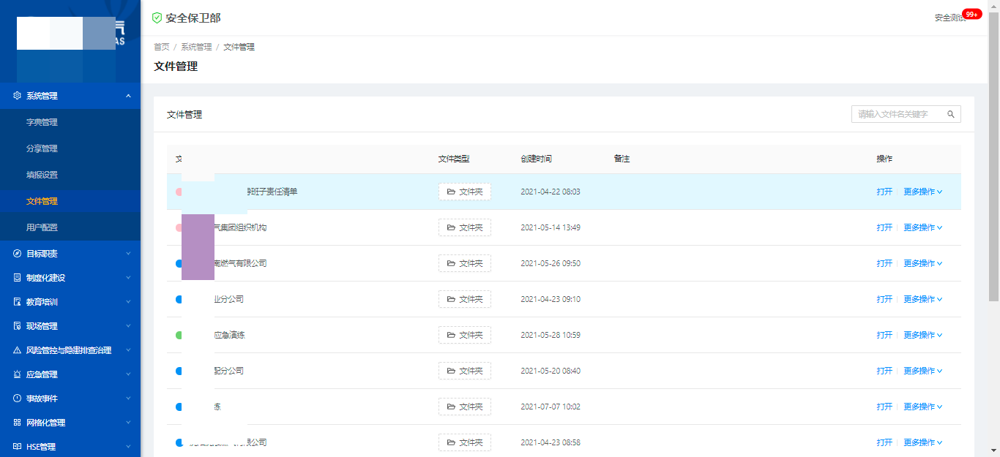 气
AS
安全保卫部
安全测试
99+
首页 / 系统管理 / 文件管理
文件管理
系统管理
字典管理
分享管理
填报设置
文件管理
用户配置
目标职责
制度化建设
教育培训
现场管理
风险管控与隐患排查治理
应急管理
事故事件
网格化管理
HSE管理
文件管理
请输入文件名关键字
文 文件类型 创建时间 备注 操作
班子责任清单 文件夹 2021-04-22 08:03 打开 更多操作
气集团组织机构 文件夹 2021-05-14 13:49 打开 更多操作
南燃气有限公司 文件夹 2021-05-26 09:50 打开 更多操作
业分公司 文件夹 2021-04-23 09:10 打开 更多操作
应急演练 文件夹 2021-05-28 10:59 打开 更多操作
配分公司 文件夹 2021-05-20 08:40 打开 更多操作
练 文件夹 2021-07-07 10:02 打开 更多操作
限公司 文件夹 2021-04-23 08:58 打开 更多操作